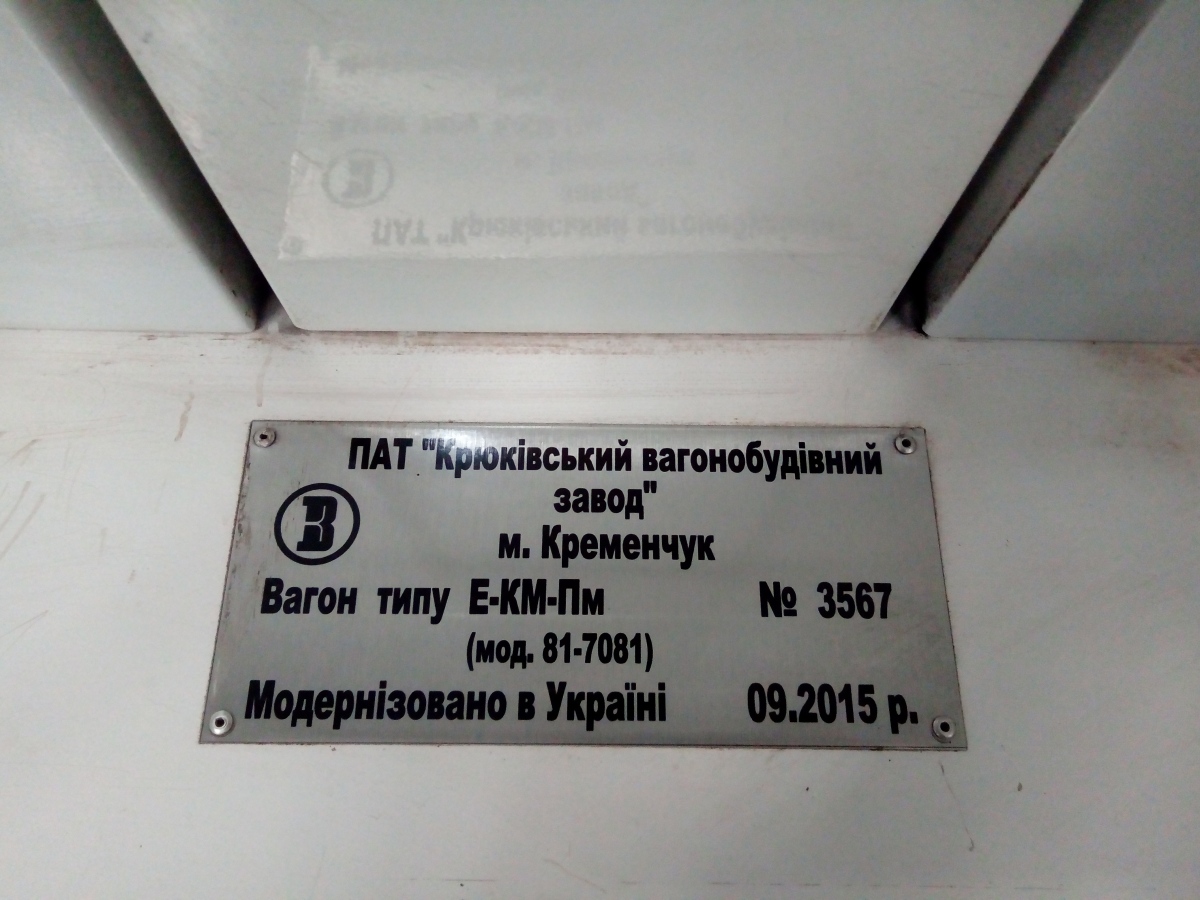 ПАТ "Крюківський вагонобудівний
завод"
В
м. Кременчук
Вагон типу Е-КМ-Пм № 3567
(мод. 81-7081)
Модернізовано в Україні 09.2015 р.